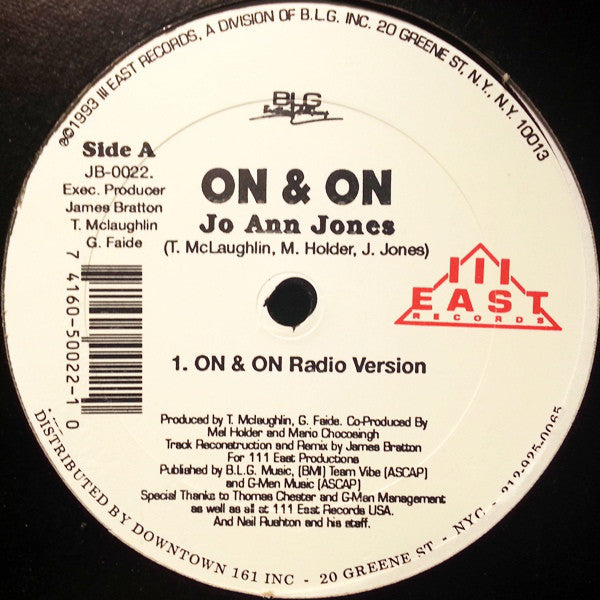 ℗©1993 III EAST RECORDS, A DIVISION OF B.L.G. INC. 20 GREENE ST, N.Y., N.Y. 10013
BLG
Side A
JB-0022.
Exec. Producer
James Bratton
T. Mclaughlin
G. Faide
ON & ON
Jo Ann Jones
(T. McLaughlin, M. Holder, J. Jones)
III
EAST
RECORDS
7 4160-50022-1 0
1. ON & ON Radio Version
Produced by T. Mclaughlin, G. Faide. Co-Produced By
Mel Holder and Mario Chocosingh
Track Reconstruction and Remix by James Bratton
For 111 East Productions
Published by B.L.G. Music, (BMI) Team Vibe (ASCAP)
and G-Men Music (ASCAP)
Special Thanks to Thomas Chester and G-Man Management
as well as all at 111 East Records USA.
And Neil Rushton and his staff.
DISTRIBUTED BY DOWNTOWN 161 INC - 20 GREENE ST - NYC - 212-925-0065